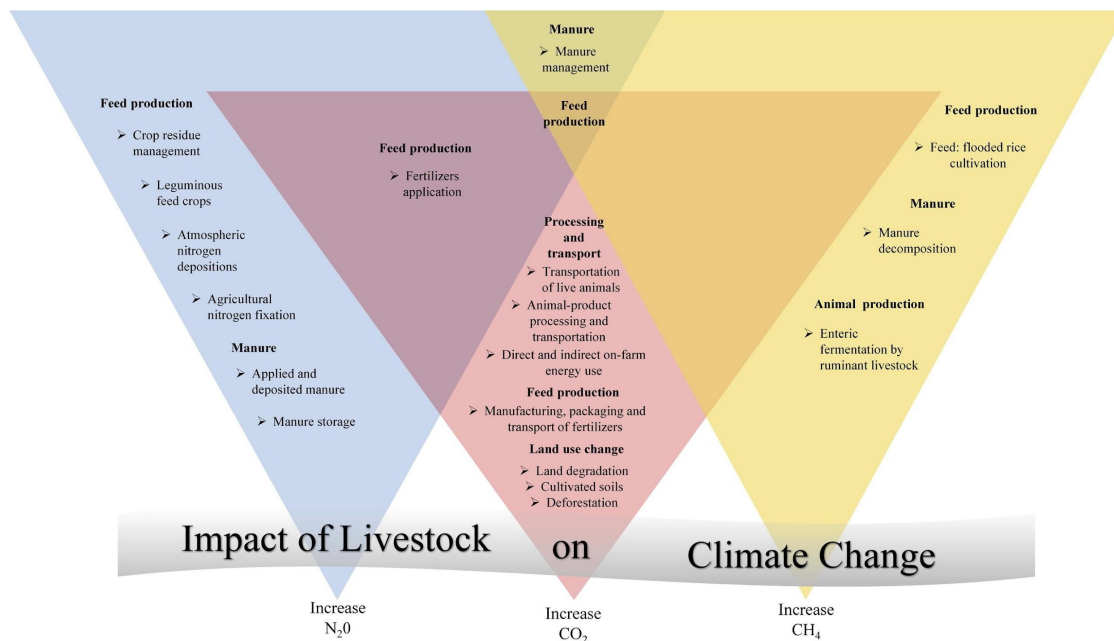 Manure
➢ Manure
management
Feed production
➢ Crop residue
management
➢ Leguminous
feed crops
➢ Atmospheric
nitrogen
depositions
➢ Agricultural
nitrogen fixation
Manure
➢ Applied and
deposited manure
➢ Manure storage
Feed production
➢ Fertilizers
application
Feed
production
Processing
and
transport
➢ Transportation
of live animals
➢ Animal-product
processing and
transportation
➢ Direct and indirect on-farm
energy use
Feed production
➢ Manufacturing, packaging and
transport of fertilizers
Land use change
➢ Land degradation
➢ Cultivated soils
➢ Deforestation
Feed production
➢ Feed: flooded rice
cultivation
Manure
➢ Manure
decomposition
Animal production
➢ Enteric
fermentation by
ruminant livestock
Impact of Livestock on Climate Change
Increase
N₂0
Increase
CO₂
Increase
CH₄